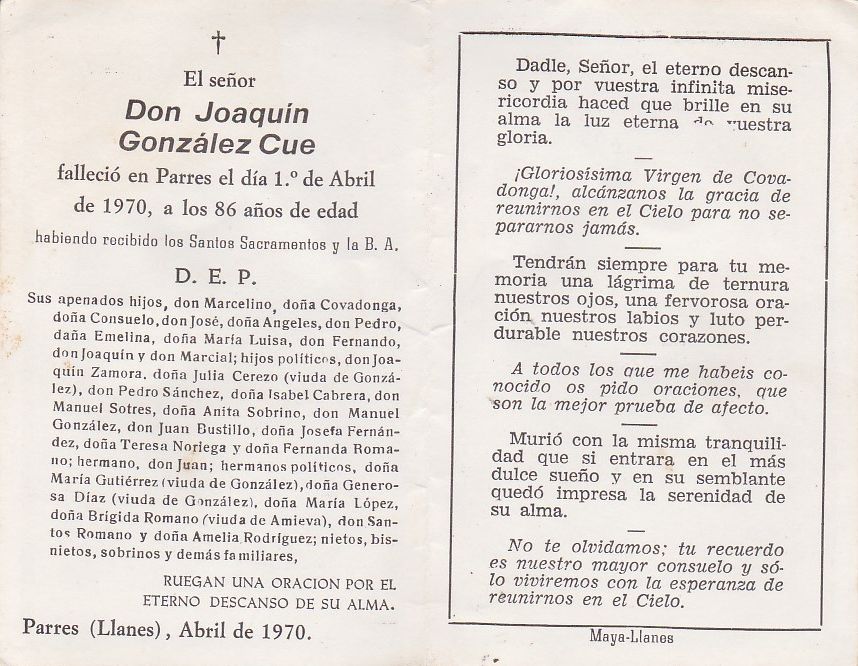 †
El señor
Don Joaquín
González Cue
falleció en Parres el día 1.º de Abril
de 1970, a los 86 años de edad
habiendo recibido los Santos Sacramentos y la B. A.
D. E. P.
Sus apenados hijos, don Marcelino, doña Covadonga,
doña Consuelo, don José, doña Angeles, don Pedro,
daña Emelina, doña María Luisa, don Fernando,
don Joaquín y don Marcial; hijos políticos, don Joa-
quín Zamora, doña Julia Cerezo (viuda de Gonzá-
lez), don Pedro Sánchez, doña Isabel Cabrera, don
Manuel Sotres, doña Anita Sobrino, don Manuel
González, don Juan Bustillo, doña Josefa Fernán-
dez, doña Teresa Noriega y doña Fernanda Roma-
no; hermano, don Juan; hermanos políticos, doña
María Gutiérrez (viuda de González), doña Genero-
sa Díaz (viuda de González), doña María López,
doña Brígida Romano (viuda de Amieva), don San-
tos Romano y doña Amelia Rodríguez; nietos, bis-
nietos, sobrinos y demás familiares,
RUEGAN UNA ORACION POR EL
ETERNO DESCANSO DE SU ALMA.
Parres (Llanes), Abril de 1970.
Dadle, Señor, el eterno descan-
so y por vuestra infinita mise-
ricordia haced que brille en su
alma la luz eterna de vuestra
gloria.
¡Gloriosísima Virgen de Cova-
donga!, alcánzanos la gracia de
reunirnos en el Cielo para no se-
pararnos jamás.
Tendrán siempre para tu me-
moria una lágrima de ternura
nuestros ojos, una fervorosa ora-
ción nuestros labios y luto per-
durable nuestros corazones.
A todos los que me habeis co-
nocido os pido oraciones, que
son la mejor prueba de afecto.
Murió con la misma tranquili-
dad que si entrara en el más
dulce sueño y en su semblante
quedó impresa la serenidad de
su alma.
No te olvidamos; tu recuerdo
es nuestro mayor consuelo y só-
lo viviremos con la esperanza de
reunirnos en el Cielo.
Maya-Llanes